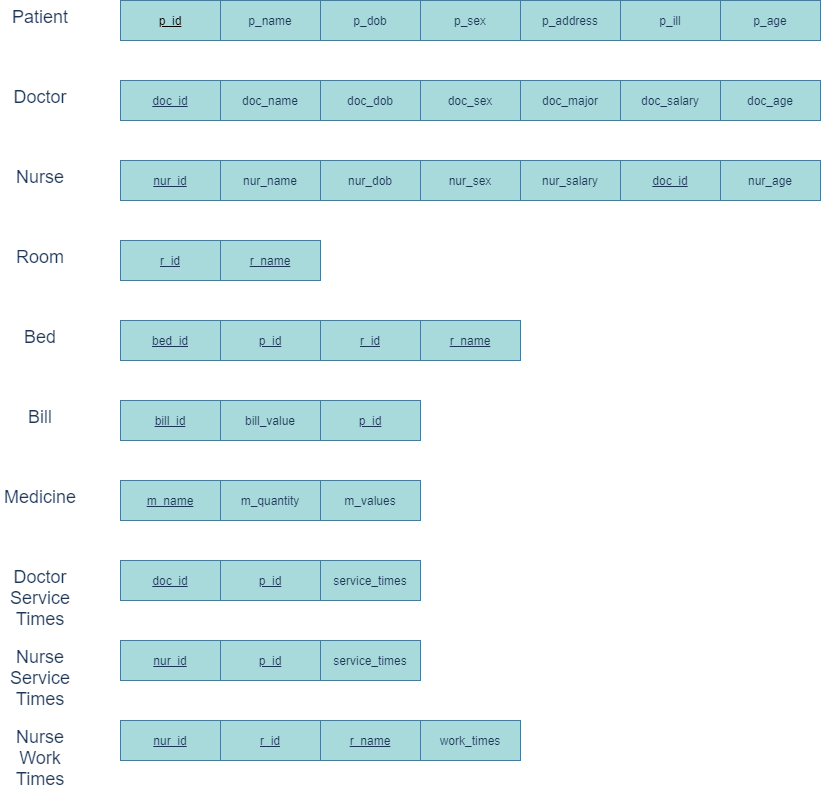 Patient p_id p_name p_dob p_sex p_address p_ill p_age
Doctor doc_id doc_name doc_dob doc_sex doc_major doc_salary doc_age
Nurse nur_id nur_name nur_dob nur_sex nur_salary doc_id nur_age
Room r_id r_name
Bed bed_id p_id r_id r_name
Bill bill_id bill_value p_id
Medicine m_name m_quantity m_values
Doctor doc_id p_id service_times
Service
Times
Nurse nur_id p_id service_times
Service
Times
Nurse nur_id r_id r_name work_times
Work
Times